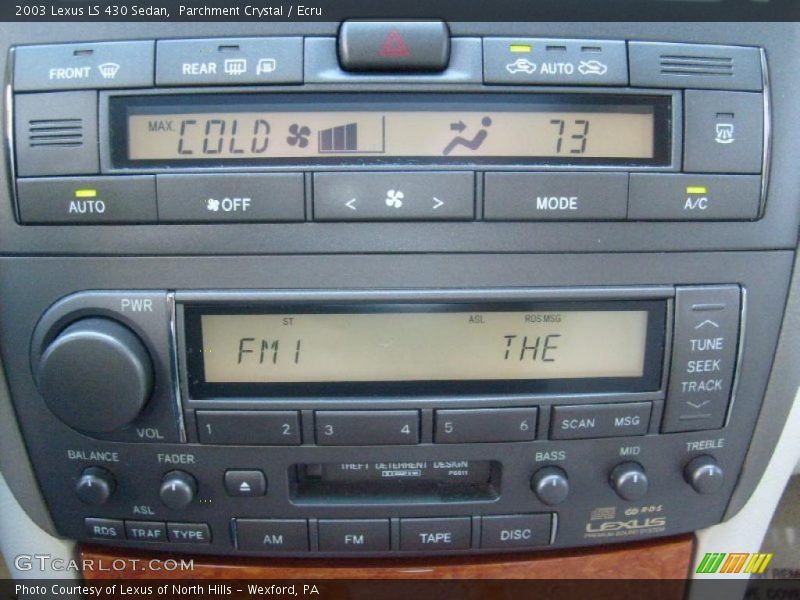 2003 Lexus LS 430 Sedan, Parchment Crystal / Ecru
FRONT REAR AUTO
MAX. COLD 73
AUTO OFF < > MODE A/C
PWR
ST ASL RDS MSG
FM1 THE
TUNE
SEEK
TRACK
VOL 1 2 3 4 5 6 SCAN MSG
BALANCE FADER BASS MID TREBLE
THEFT DETERRENT DESIGN
ASL
RDS TRAF TYPE AM FM TAPE DISC
LEXUS
PREMIUM SOUND SYSTEM
GTCarLot.com
Photo Courtesy of Lexus of North Hills - Wexford, PA